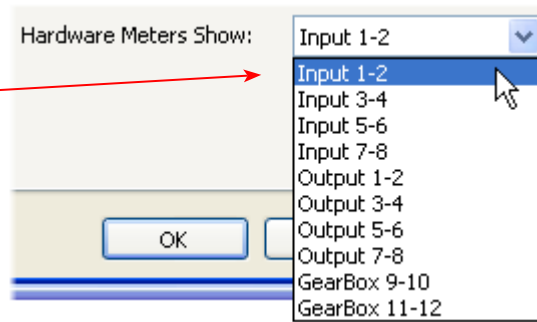 Hardware Meters Show: Input 1-2
Input 1-2
Input 3-4
Input 5-6
Input 7-8
Output 1-2
Output 3-4
Output 5-6
Output 7-8
GearBox 9-10
GearBox 11-12
OK